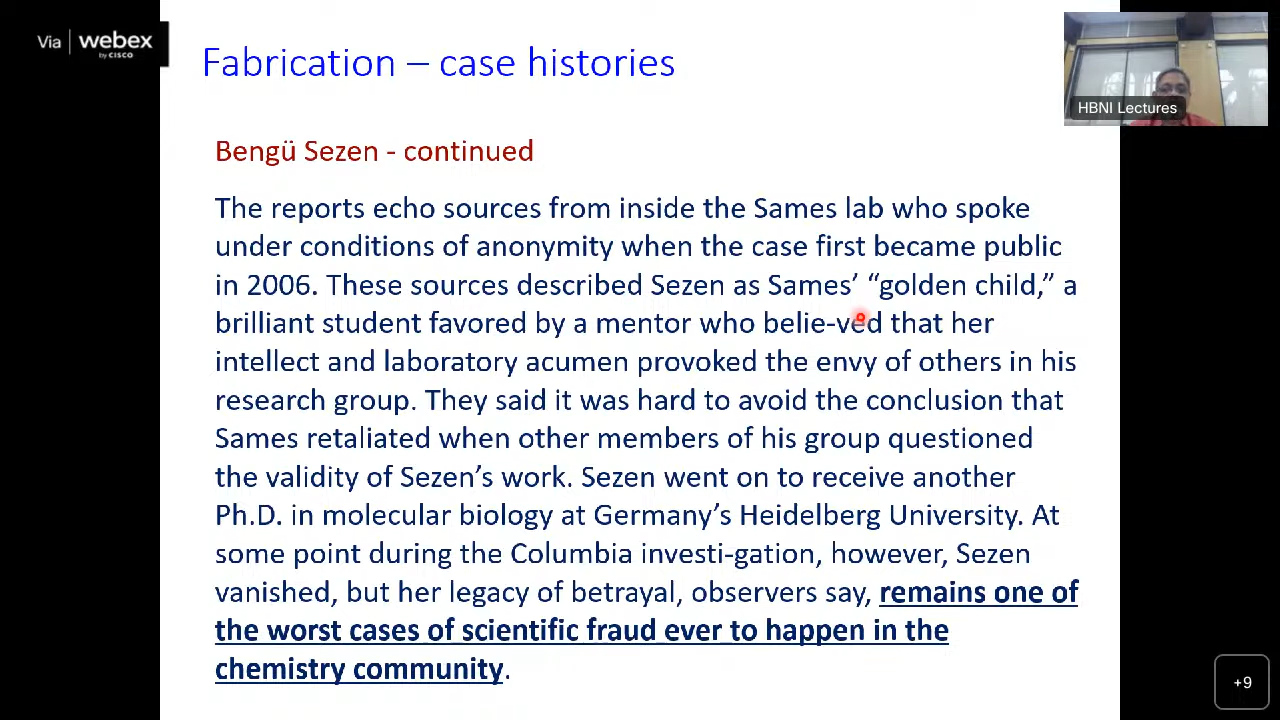 Via | webex
by CISCO
Fabrication – case histories
HBNI Lectures
Bengü Sezen - continued
The reports echo sources from inside the Sames lab who spoke
under conditions of anonymity when the case first became public
in 2006. These sources described Sezen as Sames’ “golden child,” a
brilliant student favored by a mentor who belie-ved that her
intellect and laboratory acumen provoked the envy of others in his
research group. They said it was hard to avoid the conclusion that
Sames retaliated when other members of his group questioned
the validity of Sezen’s work. Sezen went on to receive another
Ph.D. in molecular biology at Germany’s Heidelberg University. At
some point during the Columbia investi-gation, however, Sezen
vanished, but her legacy of betrayal, observers say, remains one of
the worst cases of scientific fraud ever to happen in the
chemistry community.
+9